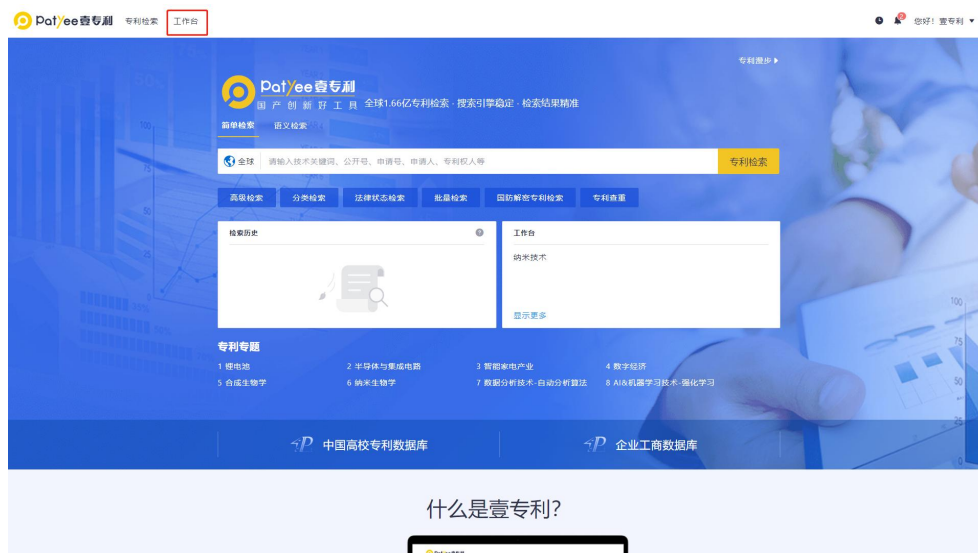 Patyee壹专利 专利检索 工作台 2 您好！壹专利
专利漫步
Patyee壹专利
国产创新好工具 全球1.66亿专利检索 · 搜索引擎稳定 · 检索结果精准
简单检索 语义检索
全球 请输入技术关键词、公开号、申请号、申请人、专利权人等 专利检索
高级检索 分类检索 法律状态检索 批量检索 国防解密专利检索 专利查重
检索历史 ? 工作台
纳米技术
显示更多
专利专题
1 锂电池 2 半导体与集成电路 3 智能家电产业 4 数字经济
5 合成生物学 6 纳米生物学 7 数据分析技术-自动分析算法 8 AI&机器学习技术-强化学习
中国高校专利数据库 企业工商数据库
什么是壹专利?